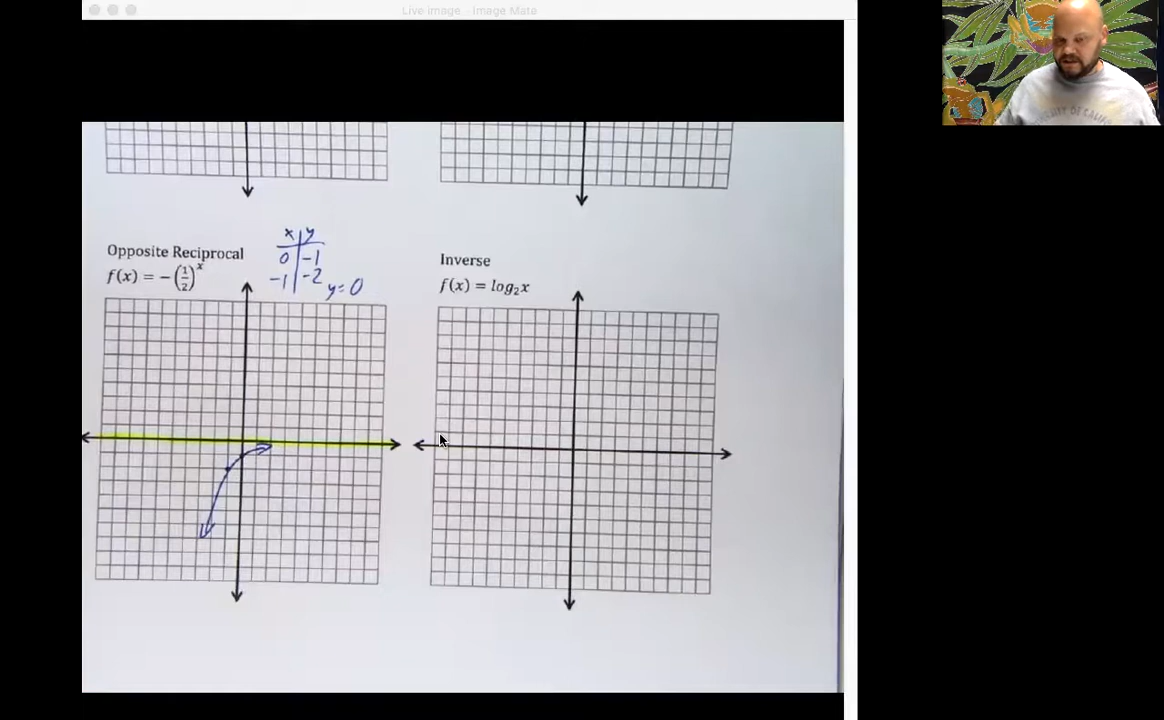 Live Image - Image Mate
Opposite Reciprocal
f(x) = −(1/2)^x
x | y
0 | -1
-1 | -2
y=0
Inverse
f(x) = log₂x